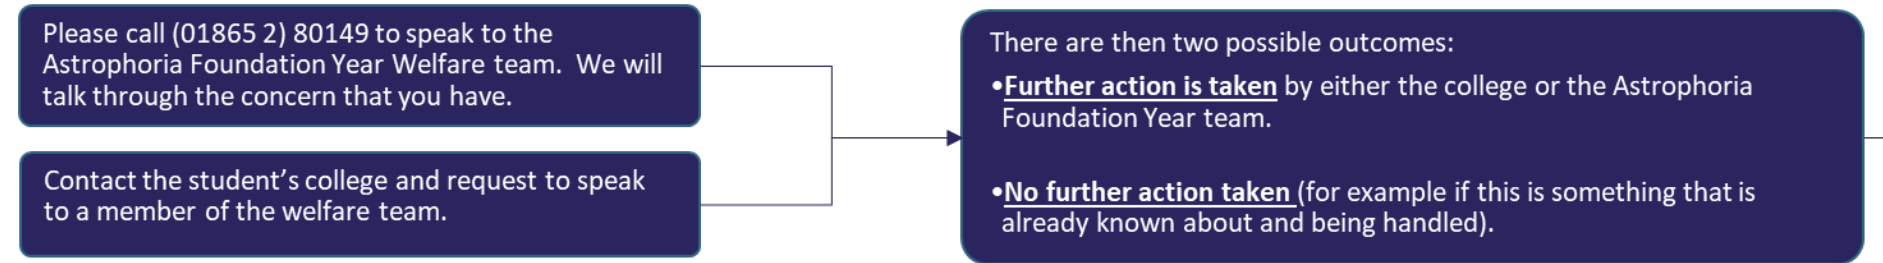 Please call (01865 2) 80149 to speak to the
Astrophoria Foundation Year Welfare team.  We will
talk through the concern that you have.
Contact the student’s college and request to speak
to a member of the welfare team.
There are then two possible outcomes:
•Further action is taken by either the college or the Astrophoria
Foundation Year team.
•No further action taken (for example if this is something that is
already known about and being handled).